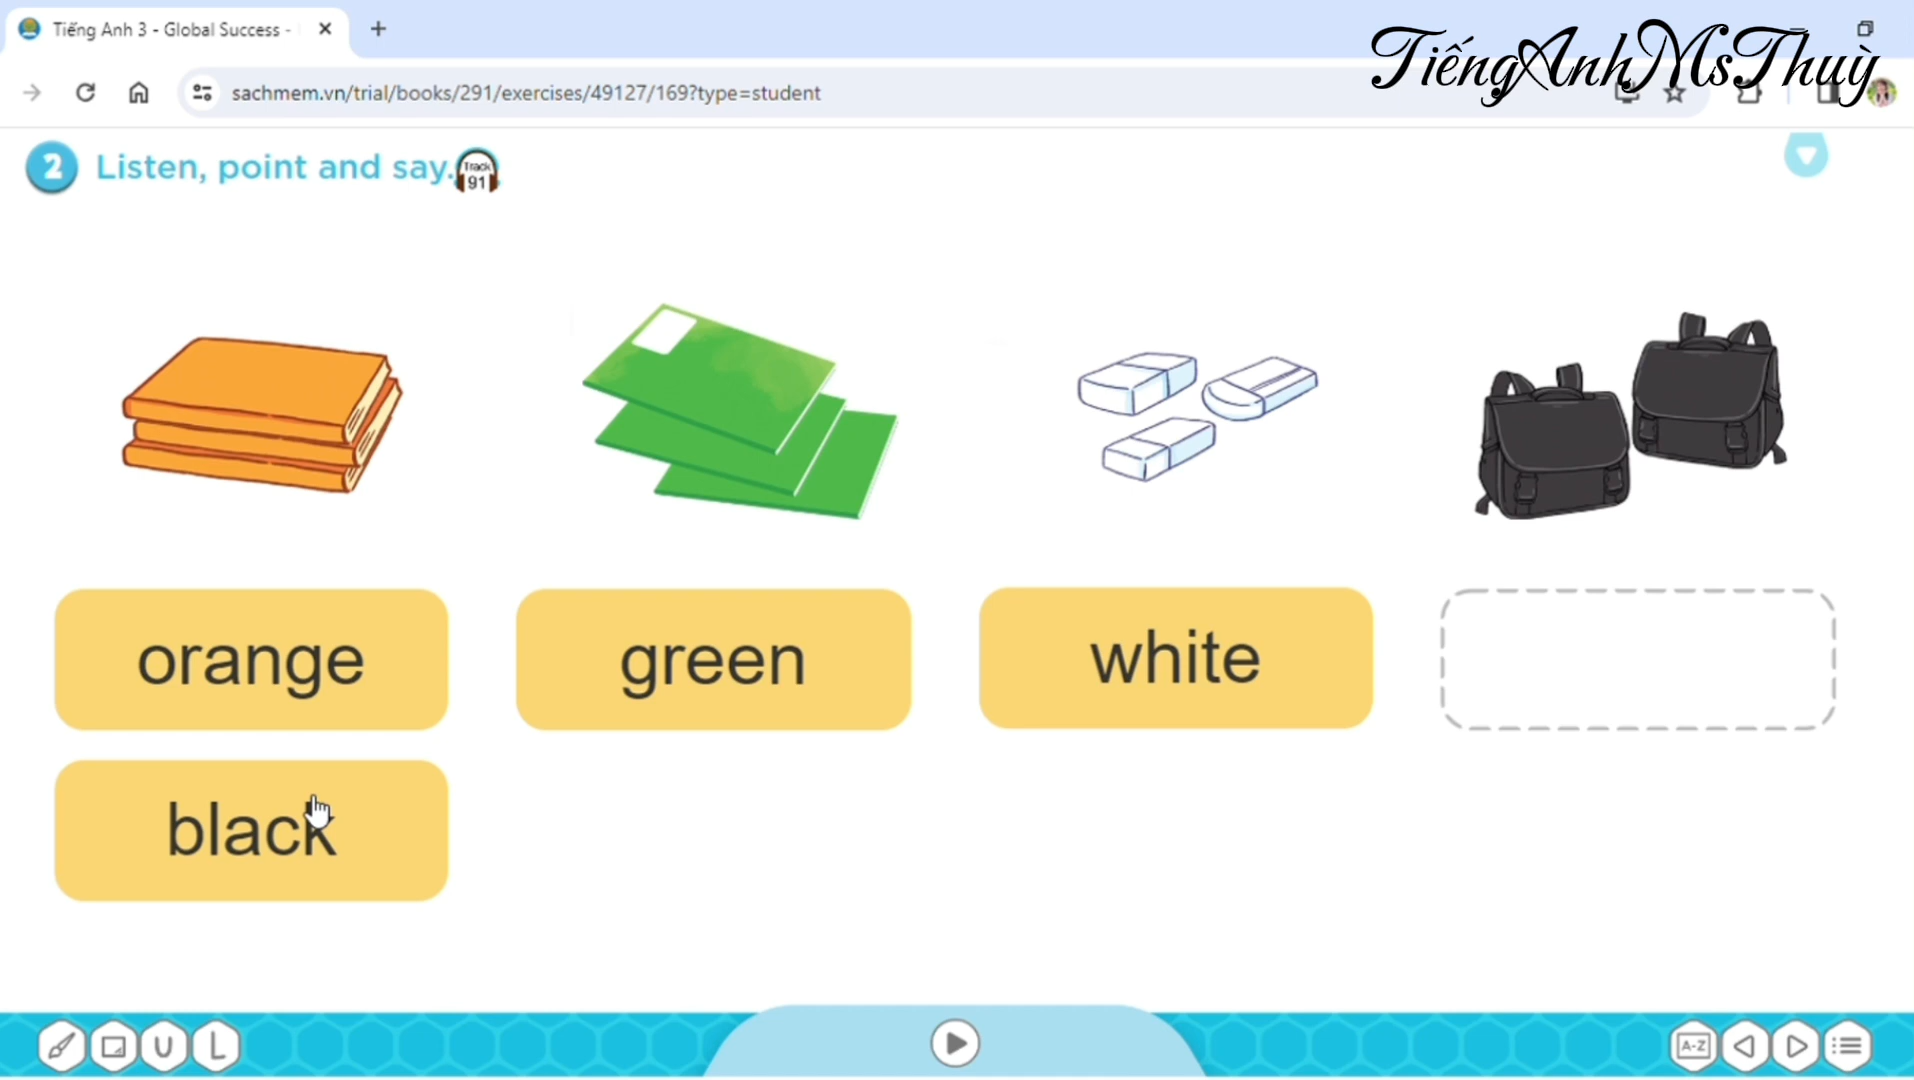 Tiếng Anh 3 - Global Success -
TiếngAnhMsThuỳ
sachmem.vn/trial/books/291/exercises/49127/169?type=student
2 Listen, point and say. Track 91
orange green white
black
U L A-Z